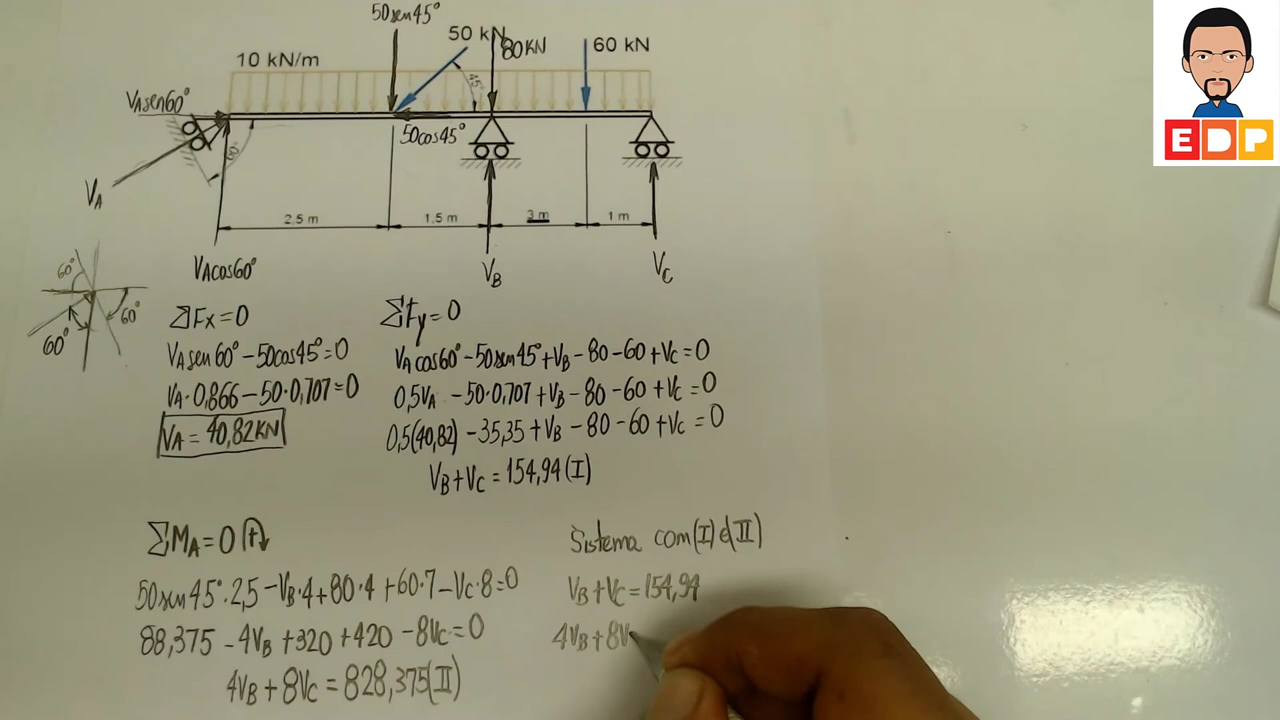 50sen45°
50 kN
80KN
60 kN
10 kN/m
VAsen60°
45°
50cos45°
60°
VA
2.5 m
1.5 m
3 m
1 m
VAcos60°
VB
VC
60°
60°
60°
ΣFx=0
VAsen60°-50cos45°=0
VA·0,866-50·0,707=0
VA=40,82KN
ΣFy=0
VAcos60°-50sen45°+VB-80-60+VC=0
0,5VA-50·0,707+VB-80-60+VC=0
0,5(40,82)-35,35+VB-80-60+VC=0
VB+VC=154,94(I)
ΣMA=0(+)
50sen45°·2,5-VB·4+80·4+60·7-VC·8=0
88,375-4VB+320+420-8VC=0
4VB+8VC=828,375(II)
Sistema com(I)e(II)
VB+VC=154,94
4VB+8V
EDP